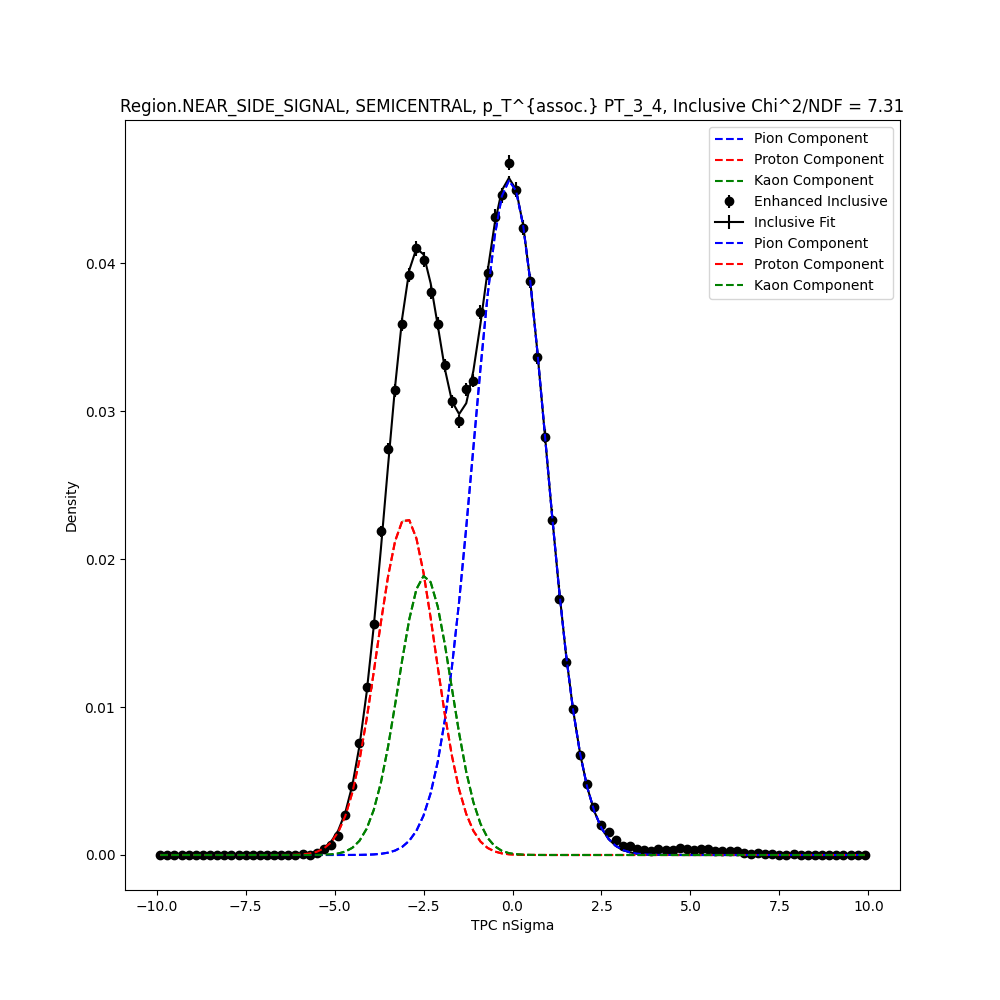 Region.NEAR_SIDE_SIGNAL, SEMICENTRAL, p_T^{assoc.} PT_3_4, Inclusive Chi^2/NDF = 7.31
Pion Component
Proton Component
Kaon Component
Enhanced Inclusive
Inclusive Fit
Pion Component
Proton Component
Kaon Component
0.04
0.03
0.02
0.01
0.00
Density
−10.0 −7.5 −5.0 −2.5 0.0 2.5 5.0 7.5 10.0
TPC nSigma